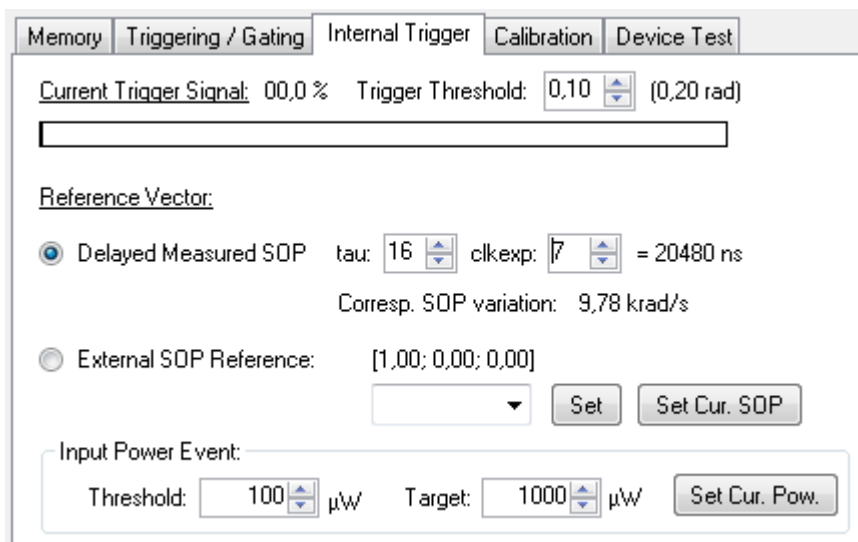 Memory Triggering / Gating Internal Trigger Calibration Device Test
Current Trigger Signal: 00,0 % Trigger Threshold: 0,10 (0,20 rad)
Reference Vector:
Delayed Measured SOP tau: 16 clkexp: 7 = 20480 ns
Corresp. SOP variation: 9,78 krad/s
External SOP Reference: [1,00; 0,00; 0,00]
Set Set Cur. SOP
Input Power Event:
Threshold: 100 µW Target: 1000 µW Set Cur. Pow.